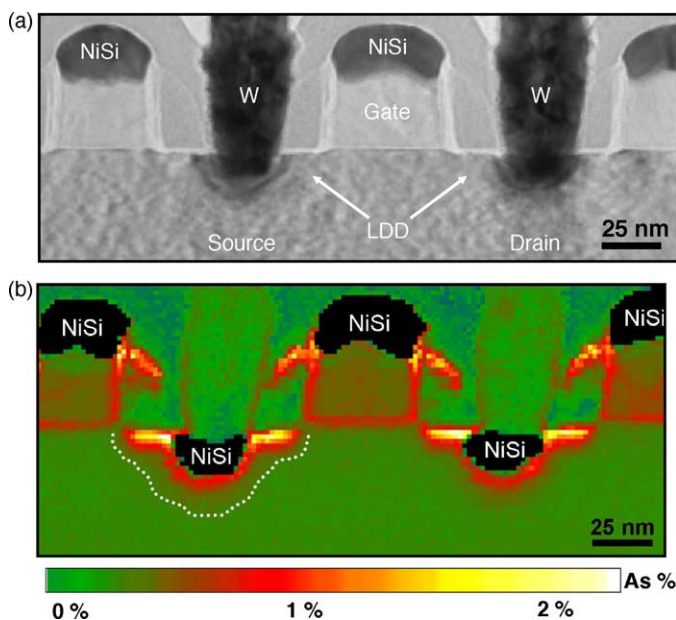 (a)
NiSi
W
NiSi
W
Gate
LDD
Source
Drain
25 nm
(b)
NiSi
NiSi
NiSi
NiSi
NiSi
25 nm
As %
0 %
1 %
2 %